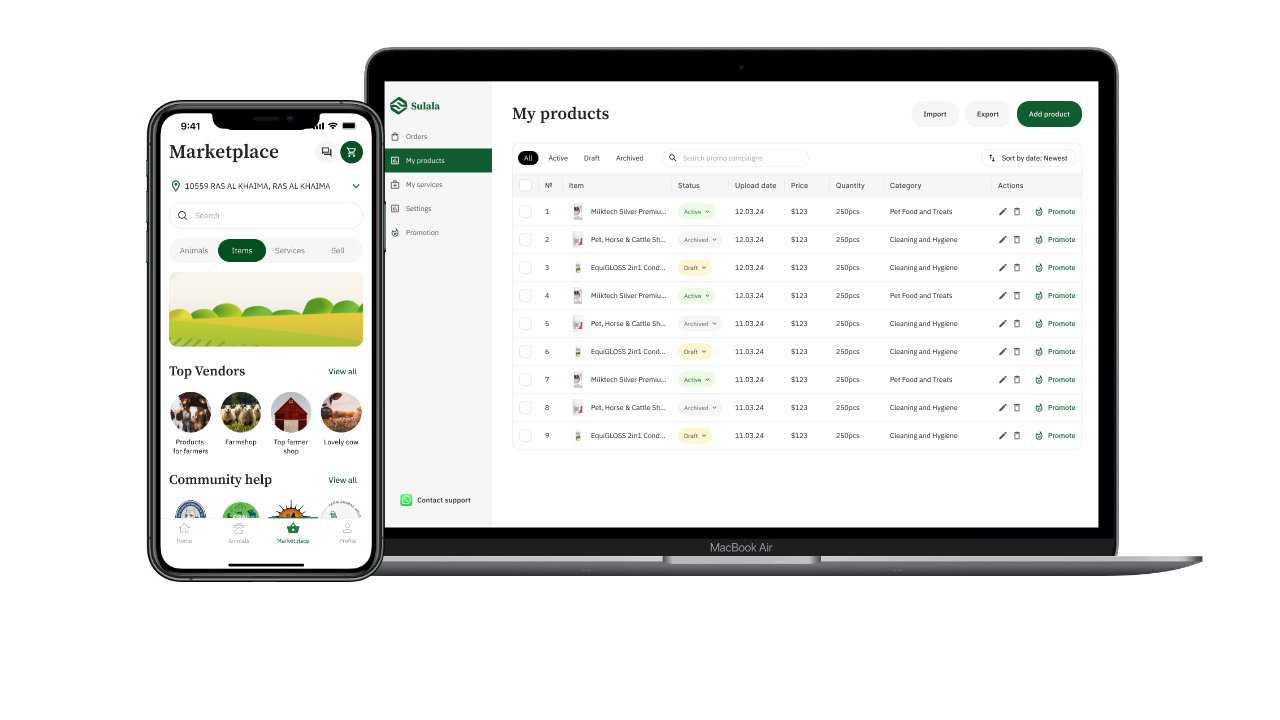 9:41
Marketplace
10559 RAS AL KHAIMA, RAS AL KHAIMA
Search
Animals Items Services Sell
Top Vendors View all
Products for farmers
Farmshop
Top farmer shop
Lovely cow
Community help View all
Home Animals Marketplace Profile
Sulala
Orders
My products
My services
Settings
Promotion
Contact support
My products
Import Export Add product
All Active Draft Archived Search promo campaigns Sort by date: Newest
№ Item Status Upload date Price Quantity Category Actions
1 Milktech Silver Premiu... Active 12.03.24 $123 250pcs Pet Food and Treats Promote
2 Pet, Horse & Cattle Sh... Archived 12.03.24 $123 250pcs Cleaning and Hygiene Promote
3 EquiGLOSS 2in1 Cond... Draft 12.03.24 $123 250pcs Cleaning and Hygiene Promote
4 Milktech Silver Premiu... Active 12.03.24 $123 250pcs Pet Food and Treats Promote
5 Pet, Horse & Cattle Sh... Archived 11.03.24 $123 250pcs Cleaning and Hygiene Promote
6 EquiGLOSS 2in1 Cond... Draft 11.03.24 $123 250pcs Cleaning and Hygiene Promote
7 Milktech Silver Premiu... Active 11.03.24 $123 250pcs Pet Food and Treats Promote
8 Pet, Horse & Cattle Sh... Archived 11.03.24 $123 250pcs Cleaning and Hygiene Promote
9 EquiGLOSS 2in1 Cond... Draft 11.03.24 $123 250pcs Cleaning and Hygiene Promote
MacBook Air